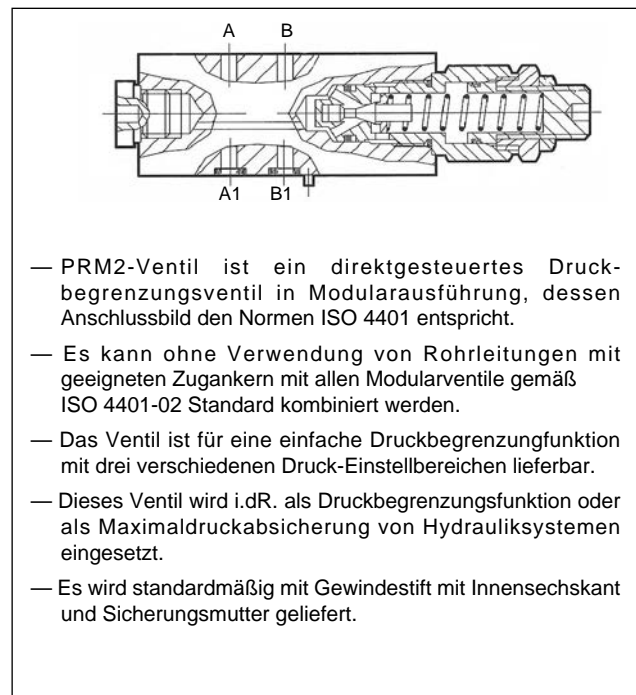 A B
A1 B1
— PRM2-Ventil ist ein direktgesteuertes Druck-
begrenzungsventil in Modularausführung, dessen
Anschlussbild den Normen ISO 4401 entspricht.
— Es kann ohne Verwendung von Rohrleitungen mit
geeigneten Zugankern mit allen Modularventile gemäß
ISO 4401-02 Standard kombiniert werden.
— Das Ventil ist für eine einfache Druckbegrenzungfunktion
mit drei verschiedenen Druck-Einstellbereichen lieferbar.
— Dieses Ventil wird i.dR. als Druckbegrenzungsfunktion oder
als Maximaldruckabsicherung von Hydrauliksystemen
eingesetzt.
— Es wird standardmäßig mit Gewindestift mit Innensechskant
und Sicherungsmutter geliefert.